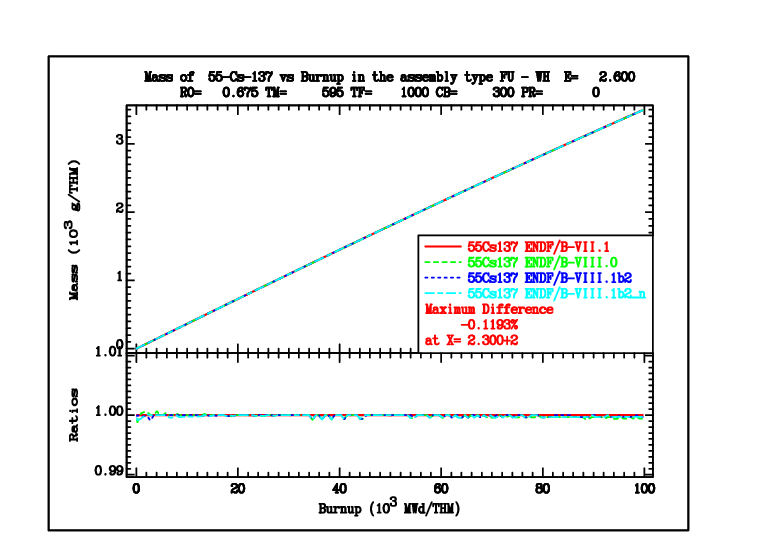 Mass of 55-Cs-137 vs Burnup in the assembly type FU - WH E= 2.600
RO= 0.675 TM= 595 TF= 1000 CB= 300 PR= 0
Mass (10³ g/THM)
3
2
1
0
55Cs137 ENDF/B-VII.1
55Cs137 ENDF/B-VIII.0
55Cs137 ENDF/B-VIII.1b2
55Cs137 ENDF/B-VIII.1b2_n
Maximum Difference
-0.1193%
at X= 2.300+2
Ratios
1.01
1.00
0.99
0 20 40 60 80 100
Burnup (10³ MWd/THM)